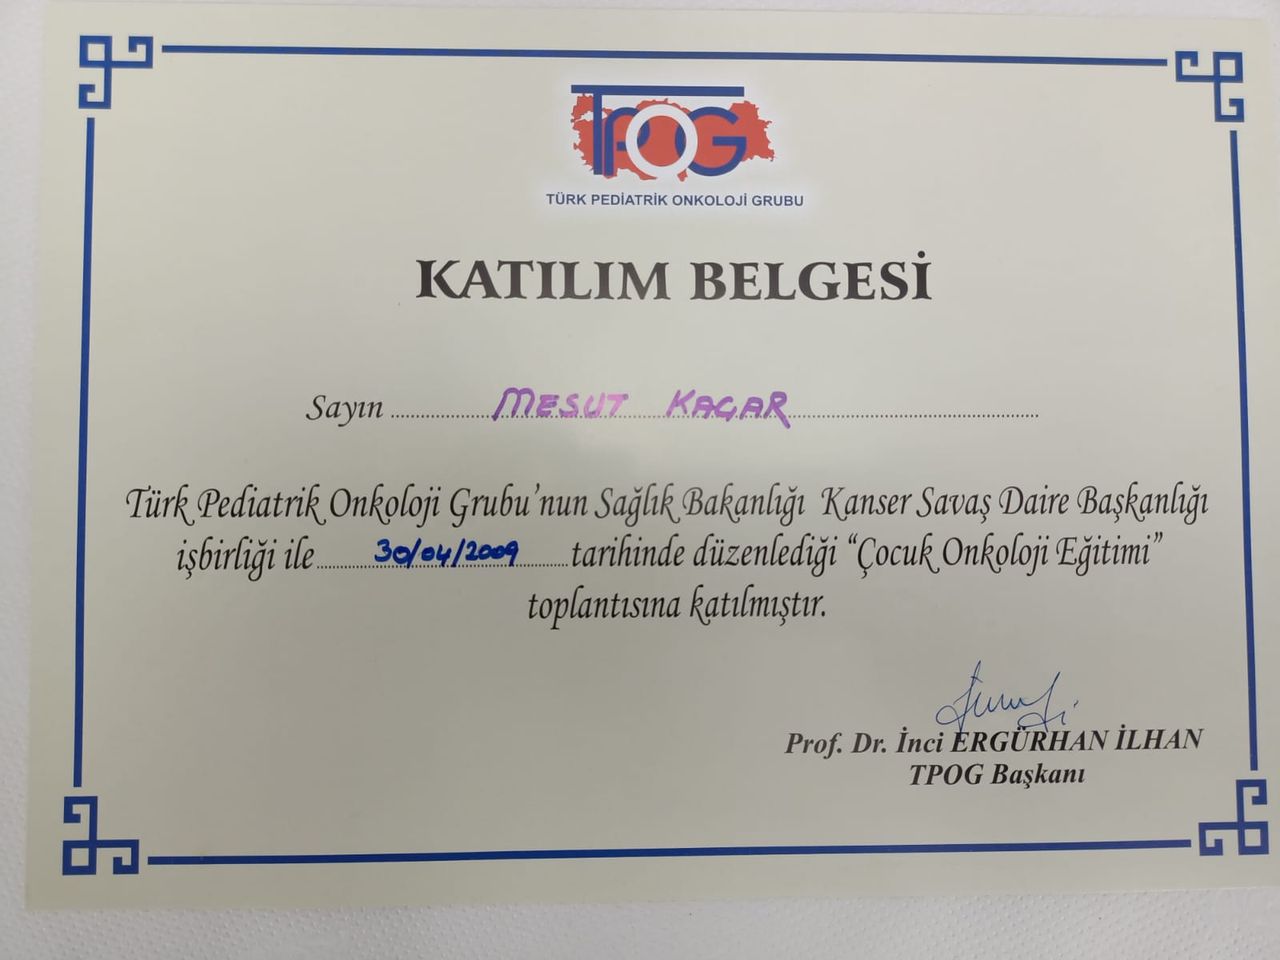 TPOG
TÜRK PEDİATRİK ONKOLOJİ GRUBU
KATILIM BELGESİ
Sayın MESUT KAÇAR
Türk Pediatrik Onkoloji Grubu'nun Sağlık Bakanlığı Kanser Savaş Daire Başkanlığı
işbirliği ile 30/04/2009 tarihinde düzenlediği “Çocuk Onkoloji Eğitimi”
toplantısına katılmıştır.
Prof. Dr. İnci ERGÜRHAN İLHAN
TPOG Başkanı